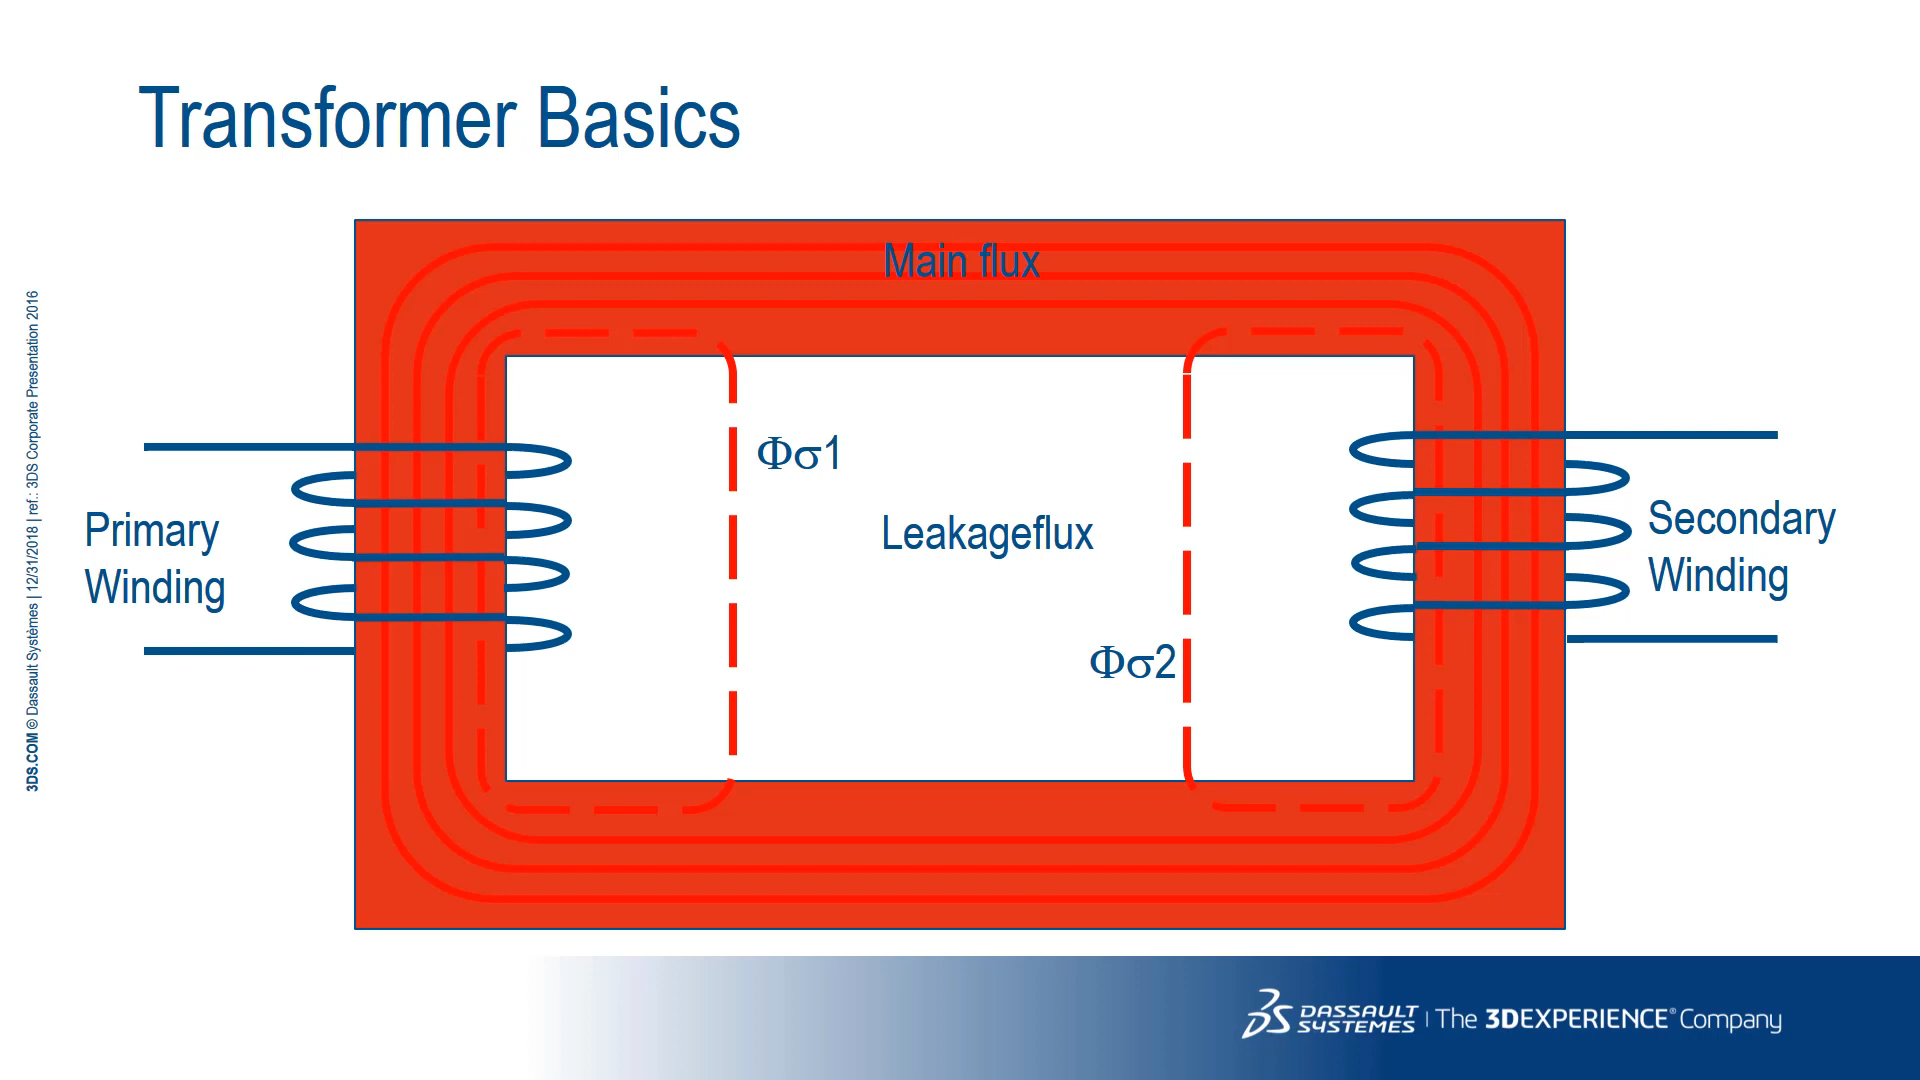 Transformer Basics
Main flux
Φσ1
Leakageflux
Φσ2
Primary
Winding
Secondary
Winding
3DS.COM © Dassault Systèmes | 12/31/2018 | ref.: 3DS Corporate Presentation 2016
DASSAULT
SYSTEMES | The 3DEXPERIENCE® Company